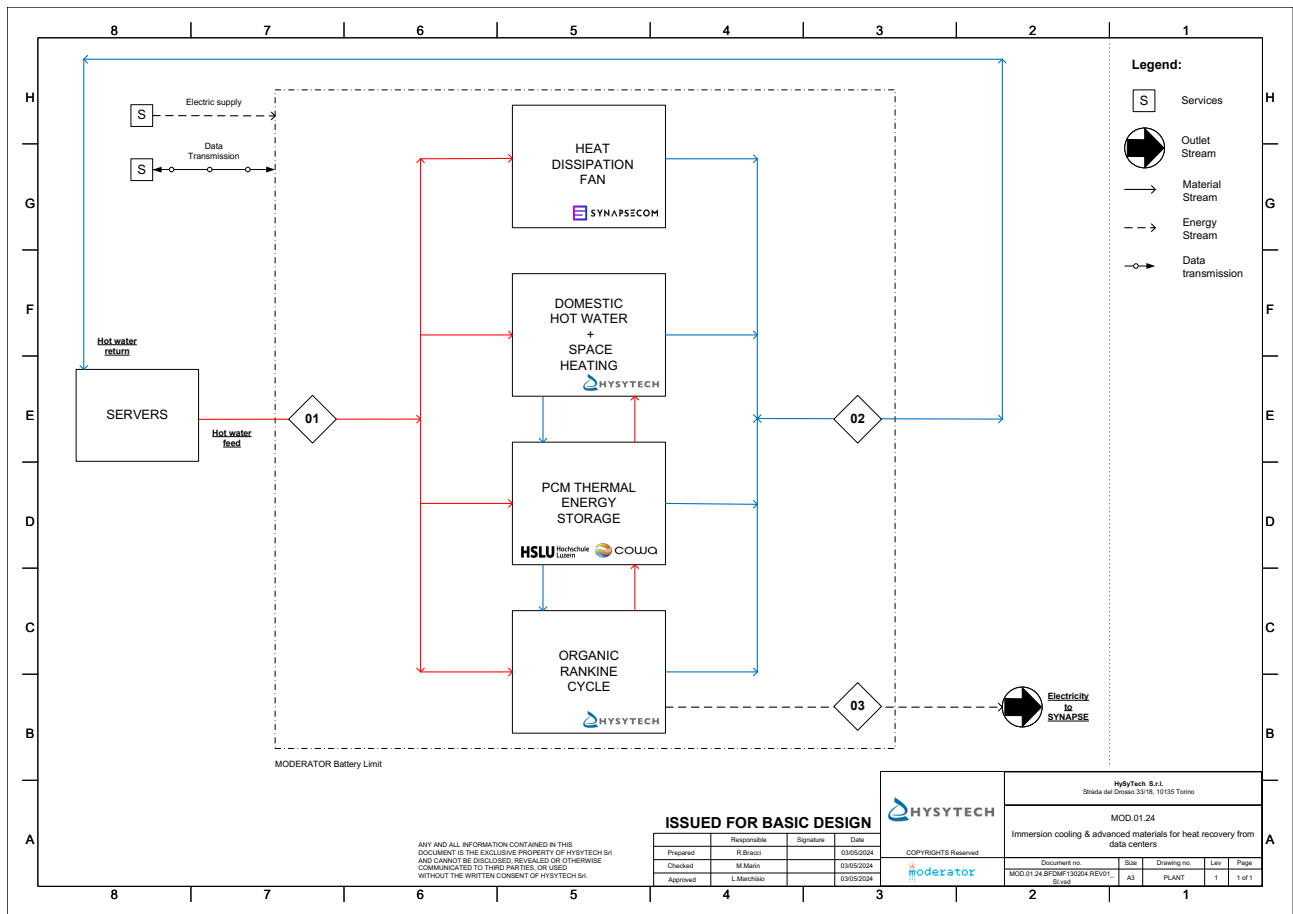 8 7 6 5 4 3 2 1
H
G
F
E
D
C
B
A
H
G
F
E
D
C
B
A
Legend:
S
Services
Outlet
Stream
Material
Stream
Energy
Stream
Data
transmission
S
Electric supply
S
Data
Transmission
HEAT
DISSIPATION
FAN
SYNAPSECOM
DOMESTIC
HOT WATER
+
SPACE
HEATING
HYSYTECH
Hot water
return
SERVERS
Hot water
feed
01
02
PCM THERMAL
ENERGY
STORAGE
HSLU Hochschule
Luzern
cowa
ORGANIC
RANKINE
CYCLE
HYSYTECH
03
Electricity
to
SYNAPSE
MODERATOR Battery Limit
ANY AND ALL INFORMATION CONTAINED IN THIS
DOCUMENT IS THE EXCLUSIVE PROPERTY OF HYSYTECH Srl
AND CANNOT BE DISCLOSED, REVEALED OR OTHERWISE
COMMUNICATED TO THIRD PARTIES, OR USED
WITHOUT THE WRITTEN CONSENT OF HYSYTECH Srl.
ISSUED FOR BASIC DESIGN
Responsible Signature Date
Prepared R.Bracci 03/05/2024
Checked M.Marin 03/05/2024
Approved L.Marchisio 03/05/2024
HYSYTECH
COPYRIGHTS Reserved
moderator
HySyTech S.r.l.
Strada del Drosso 33/18, 10135 Torino
MOD.01.24
Immersion cooling & advanced materials for heat recovery from
data centers
Document no. Size Drawing no. Lev Page
MOD.01.24.BFDMF130204.REV01_
SI.vsd
A3 PLANT 1 1 of 1
8 7 6 5 4 3 2 1